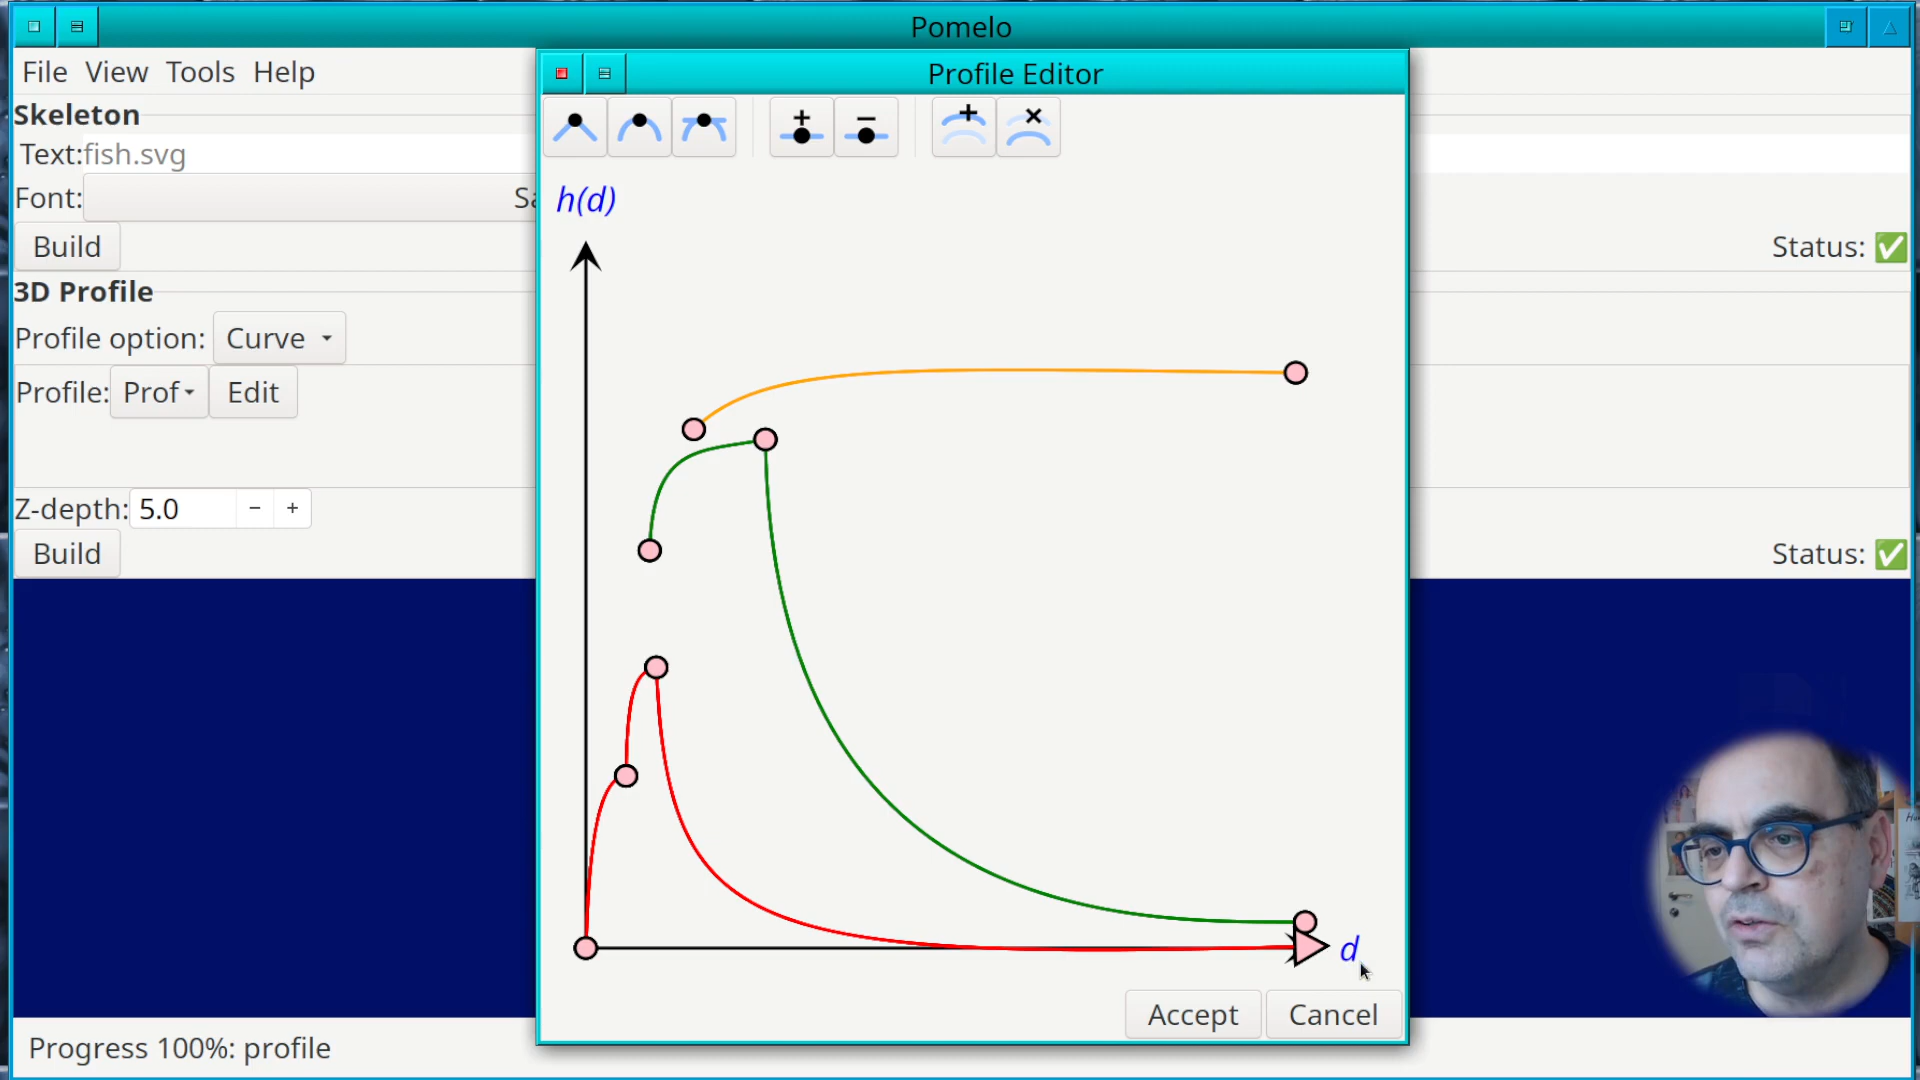 Pomelo
File View Tools Help
Profile Editor
Skeleton
Text: fish.svg
Font: Sa
Build
Status:
3D Profile
Profile option: Curve
Profile: Prof Edit
Z-depth: 5.0 − +
Build
Status:
h(d)
d
Accept Cancel
Progress 100%: profile